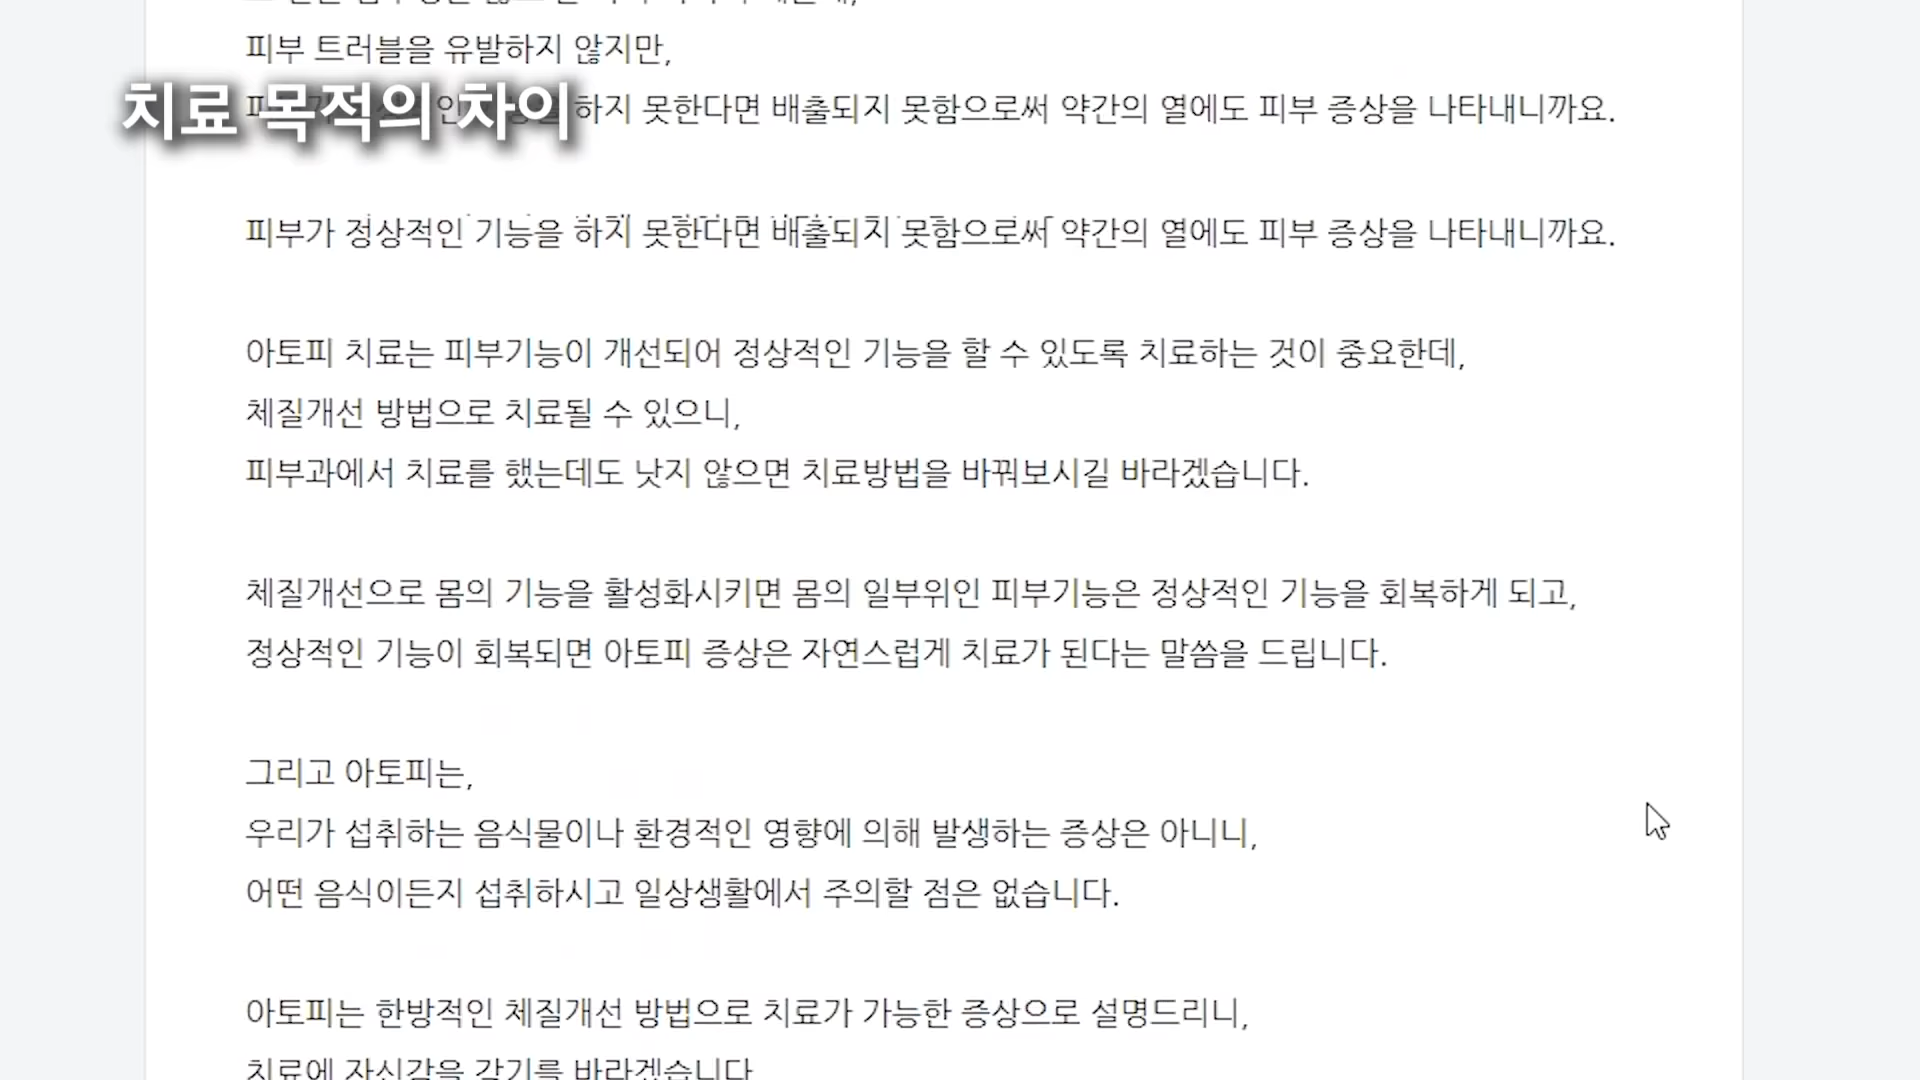 피부 트러블을 유발하지 않지만,
치료 목적의 차이
하지 못한다면 배출되지 못함으로써 약간의 열에도 피부 증상을 나타내니까요.
피부가 정상적인 기능을 하지 못한다면 배출되지 못함으로써 약간의 열에도 피부 증상을 나타내니까요.
아토피 치료는 피부기능이 개선되어 정상적인 기능을 할 수 있도록 치료하는 것이 중요한데,
체질개선 방법으로 치료될 수 있으니,
피부과에서 치료를 했는데도 낫지 않으면 치료방법을 바꿔보시길 바라겠습니다.
체질개선으로 몸의 기능을 활성화시키면 몸의 일부위인 피부기능은 정상적인 기능을 회복하게 되고,
정상적인 기능이 회복되면 아토피 증상은 자연스럽게 치료가 된다는 말씀을 드립니다.
그리고 아토피는,
우리가 섭취하는 음식물이나 환경적인 영향에 의해 발생하는 증상은 아니니,
어떤 음식이든지 섭취하시고 일상생활에서 주의할 점은 없습니다.
아토피는 한방적인 체질개선 방법으로 치료가 가능한 증상으로 설명드리니,
치료에 자신감을 갖기를 바라겠습니다